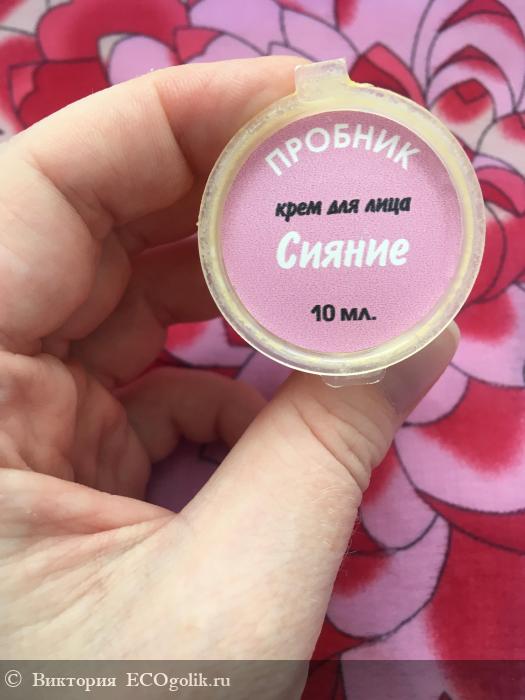 ПРОБНИК
крем для лица
Сияние
10 мл.
© Виктория ECOgolik.ru